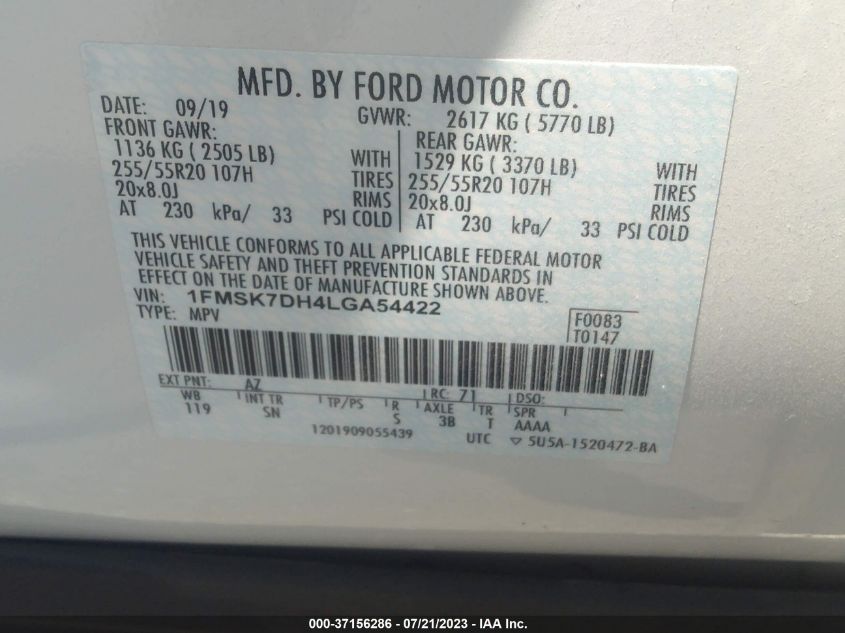 MFD. BY FORD MOTOR CO.
DATE: 09/19 GVWR: 2617 KG ( 5770 LB)
FRONT GAWR: REAR GAWR:
1136 KG ( 2505 LB) WITH 1529 KG ( 3370 LB) WITH
255/55R20 107H TIRES 255/55R20 107H TIRES
20x8.0J RIMS 20x8.0J RIMS
AT 230 kPa/ 33 PSI COLD AT 230 kPa/ 33 PSI COLD
THIS VEHICLE CONFORMS TO ALL APPLICABLE FEDERAL MOTOR
VEHICLE SAFETY AND THEFT PREVENTION STANDARDS IN
EFFECT ON THE DATE OF MANUFACTURE SHOWN ABOVE.
VIN: 1FMSK7DH4LGA54422
TYPE: MPV
F0083
T0147
EXT PNT: AZ RC: 71 DSO:
WB INT TR TP/PS R AXLE TR SPR
119 SN S 3B T AAAA
1201909055439 UTC ▽ 5U5A-1520472-BA
000-37156286 - 07/21/2023 - IAA Inc.